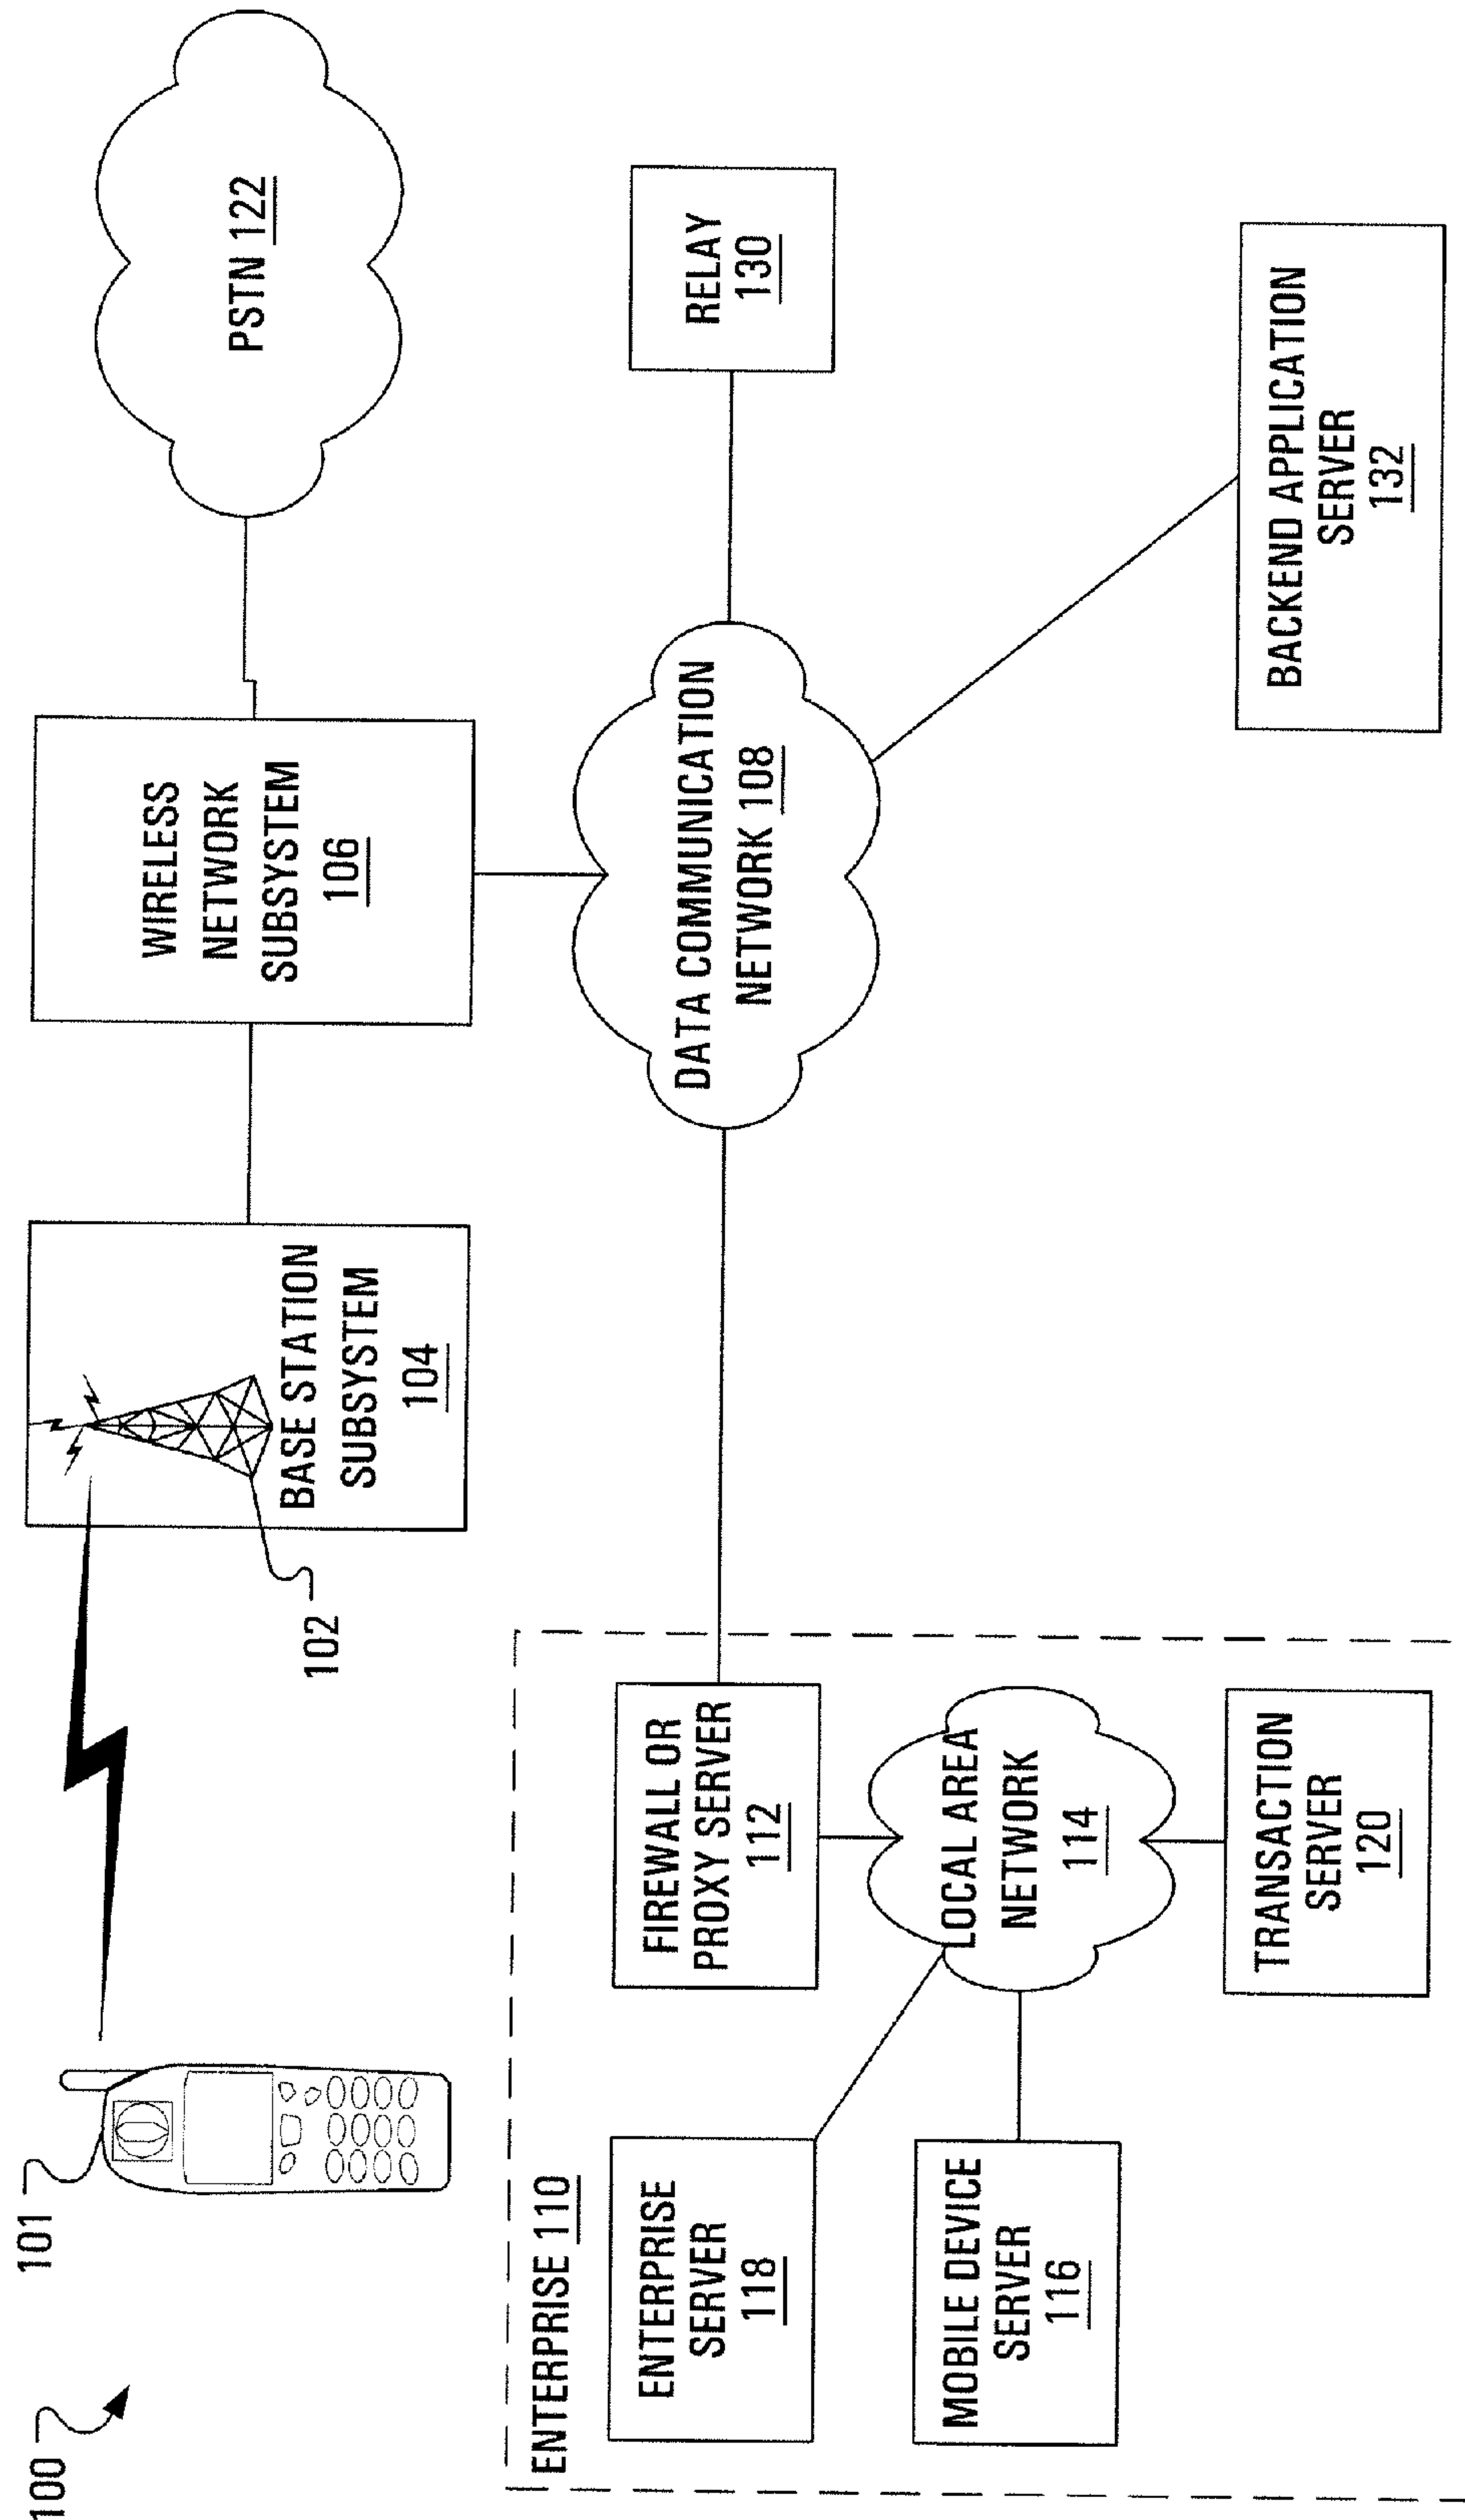 100
101
102
BASE STATION
SUBSYSTEM
104
WIRELESS
NETWORK
SUBSYSTEM
106
PSTN 122
ENTERPRISE 110
ENTERPRISE
SERVER
118
FIREWALL OR
PROXY SERVER
112
DATA COMMUNICATION
NETWORK 108
RELAY
130
MOBILE DEVICE
SERVER
116
LOCAL AREA
NETWORK
114
TRANSACTION
SERVER
120
BACKEND APPLICATION
SERVER
132